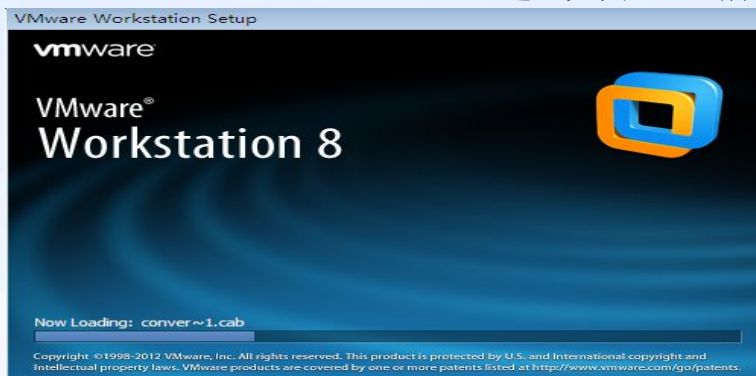 VMware Workstation Setup
vmware
VMware®
Workstation 8
Now Loading: conver~1.cab
Copyright ©1998-2012 VMware, Inc. All rights reserved. This product is protected by U.S. and International copyright and
Intellectual property laws. VMware products are covered by one or more patents listed at http://www.vmware.com/go/patents.